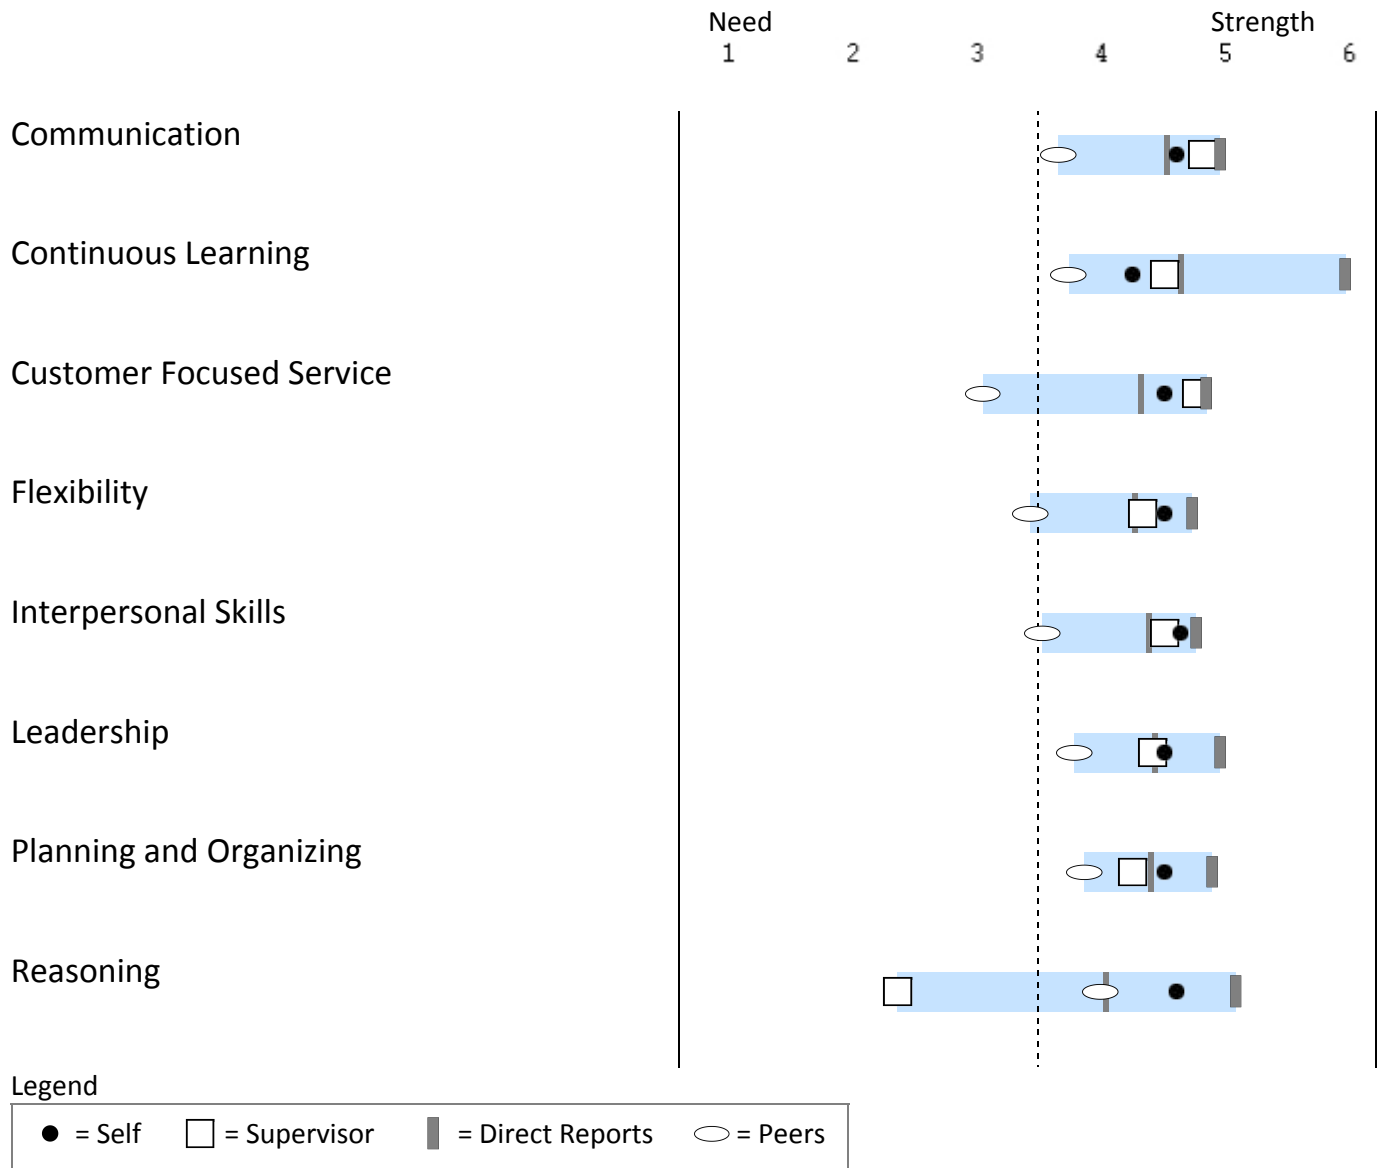 Need Strength
1 2 3 4 5 6
Communication
Continuous Learning
Customer Focused Service
Flexibility
Interpersonal Skills
Leadership
Planning and Organizing
Reasoning
Legend
= Self = Supervisor = Direct Reports = Peers